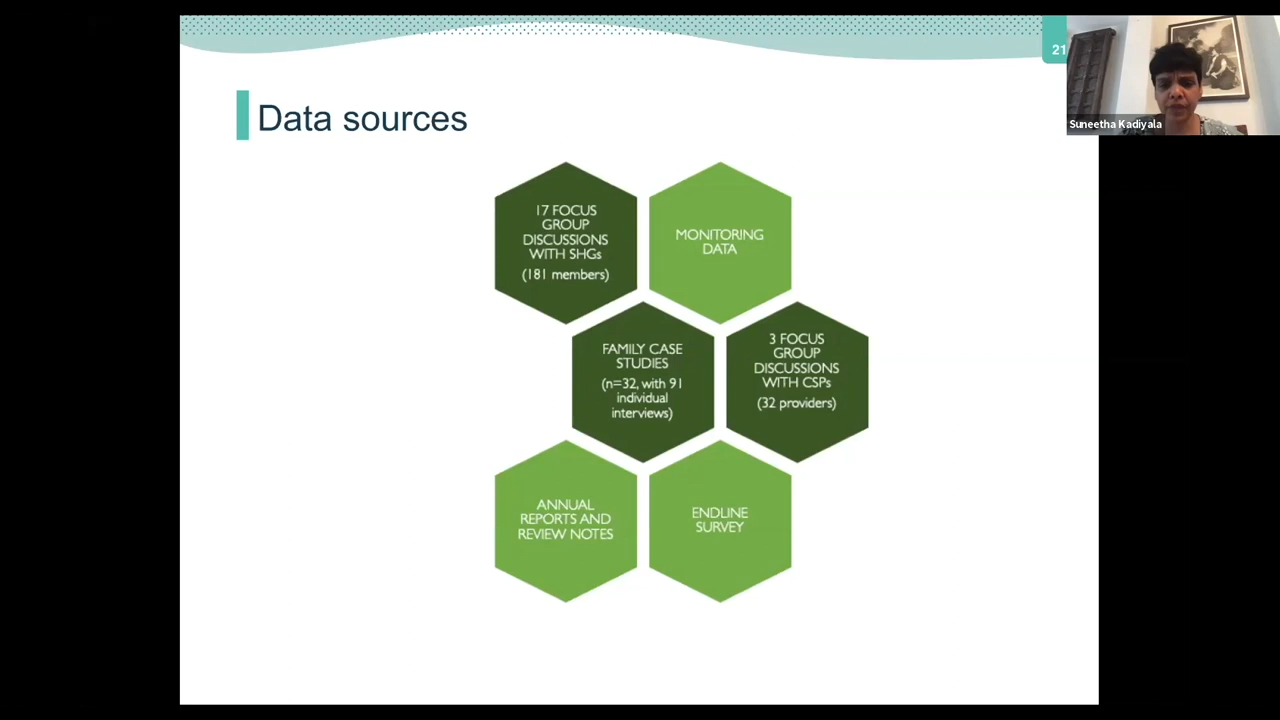 21
Suneetha Kadiyala
Data sources
17 FOCUS
GROUP
DISCUSSIONS
WITH SHGs
(181 members)
MONITORING
DATA
FAMILY CASE
STUDIES
(n=32, with 91
individual
interviews)
3 FOCUS
GROUP
DISCUSSIONS
WITH CSPs
(32 providers)
ANNUAL
REPORTS AND
REVIEW NOTES
ENDLINE
SURVEY